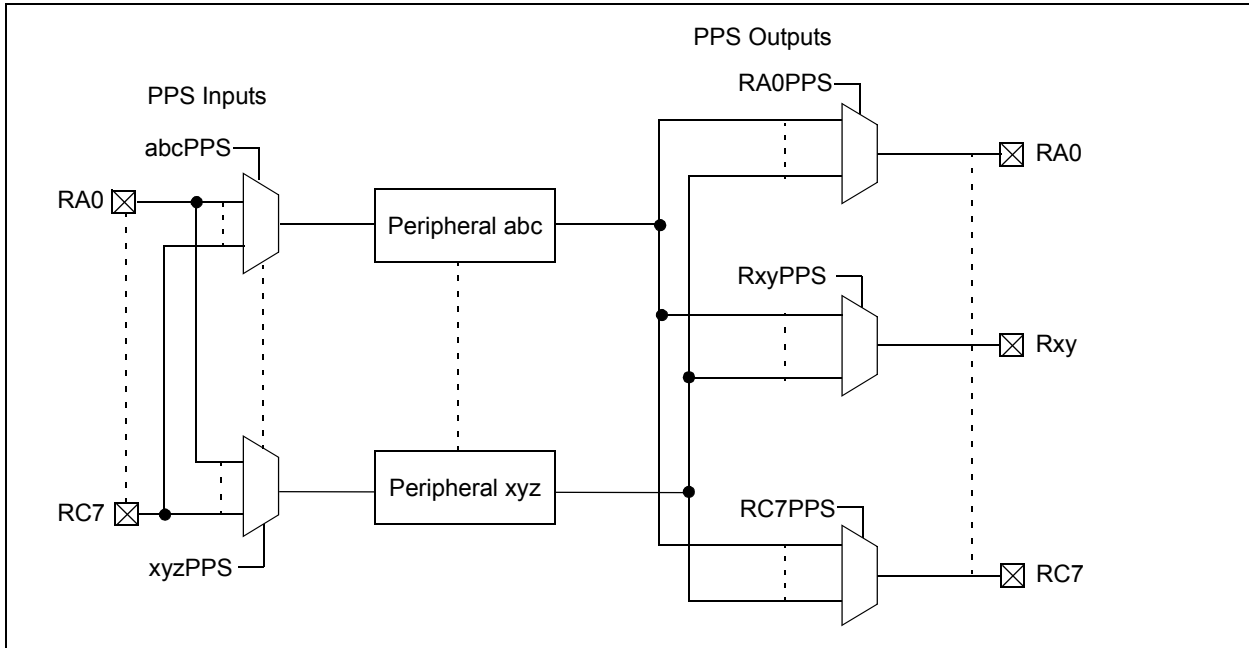 PPS Outputs
RA0PPS
PPS Inputs
abcPPS
RA0
RA0
Peripheral abc
RxyPPS
Rxy
Peripheral xyz
RC7PPS
RC7
xyzPPS
RC7